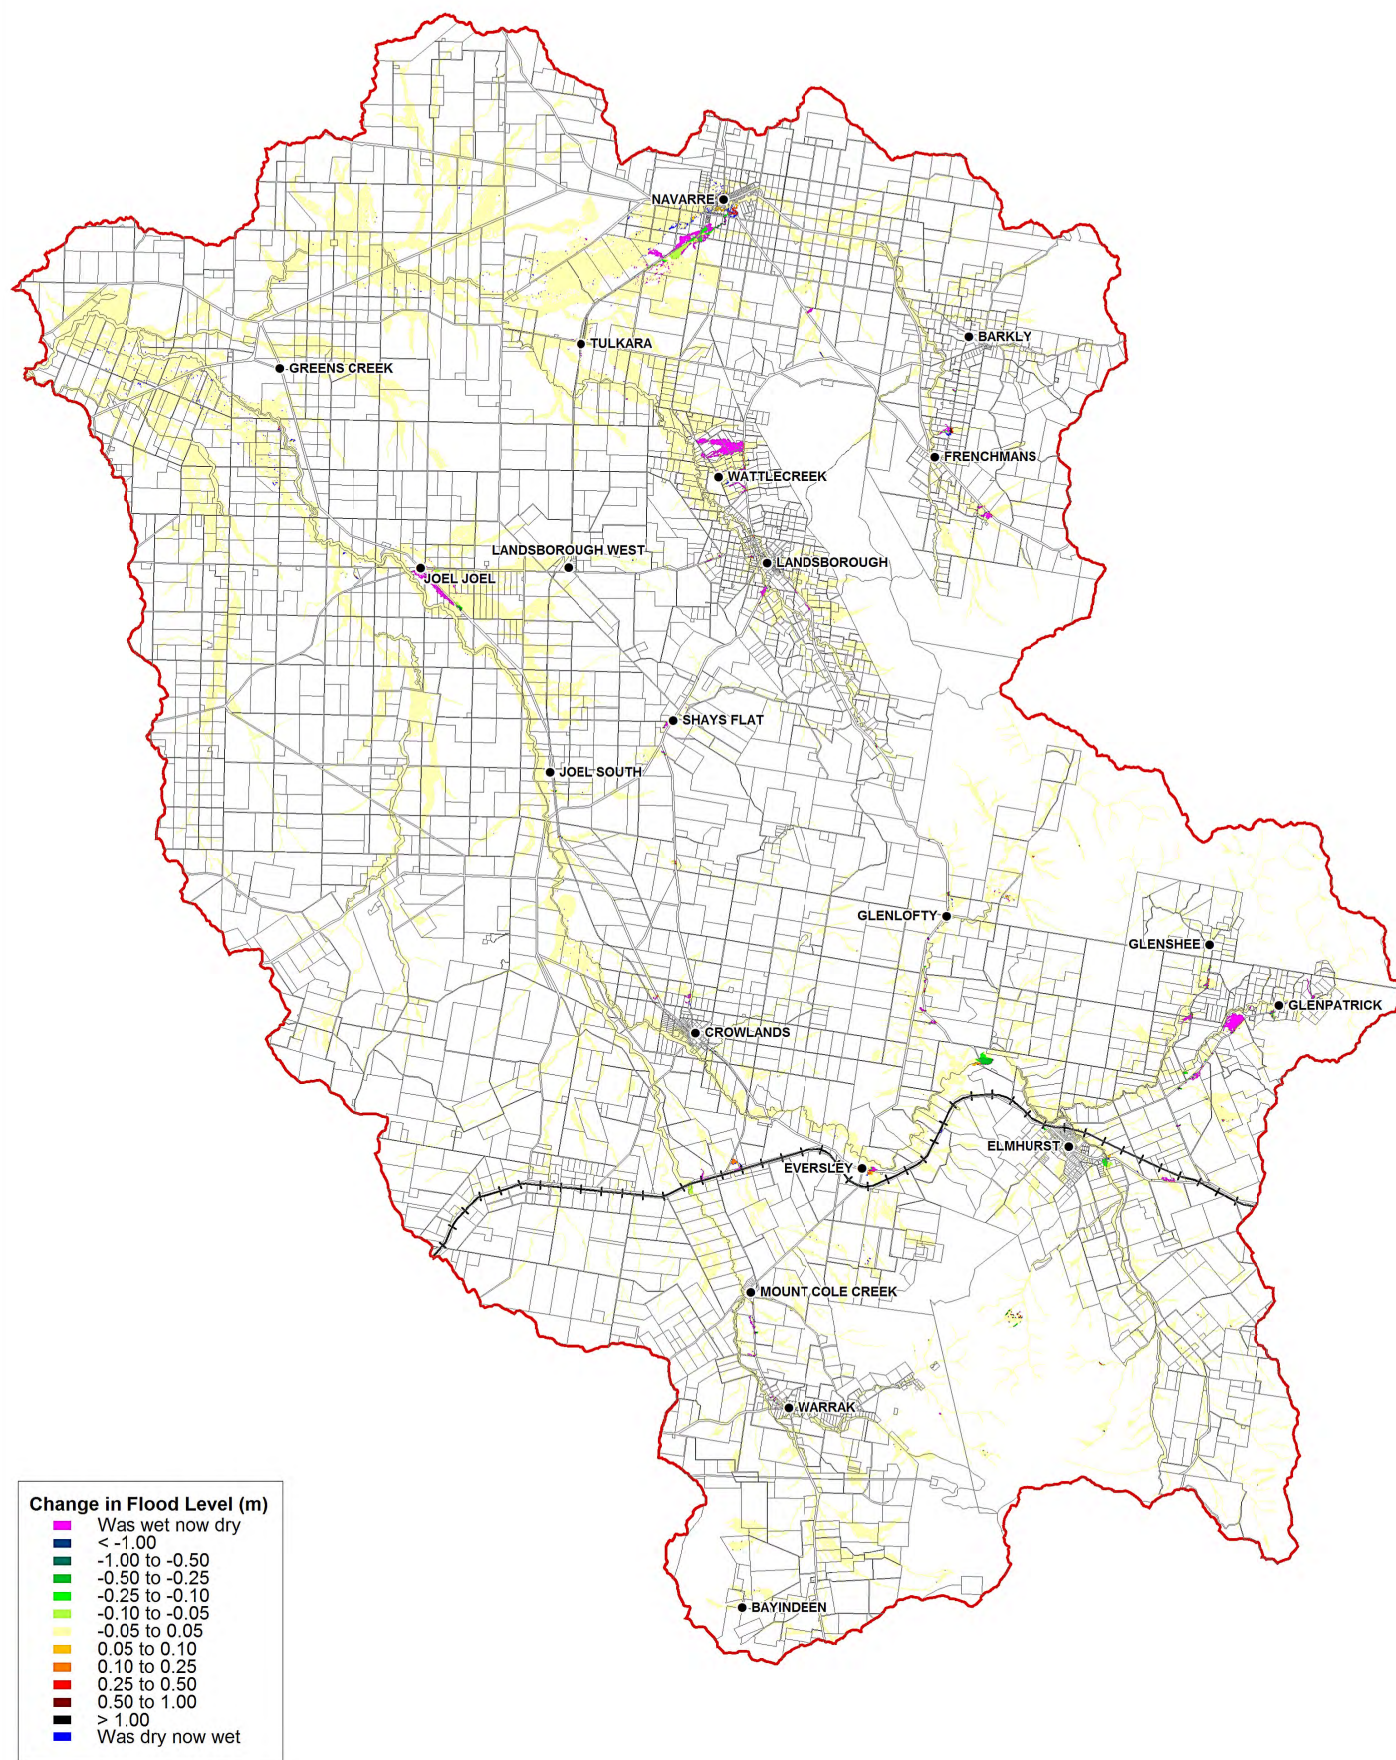 NAVARRE
BARKLY
TULKARA
GREENS CREEK
FRENCHMANS
WATTLECREEK
LANDSBOROUGH WEST
LANDSBOROUGH
JOEL JOEL
SHAYS FLAT
JOEL SOUTH
GLENLOFTY
GLENSHEE
GLENPATRICK
CROWLANDS
ELMHURST
EVERSLEY
MOUNT COLE CREEK
WARRAK
BAYINDEEN
Change in Flood Level (m)
Was wet now dry
< -1.00
-1.00 to -0.50
-0.50 to -0.25
-0.25 to -0.10
-0.10 to -0.05
-0.05 to 0.05
0.05 to 0.10
0.10 to 0.25
0.25 to 0.50
0.50 to 1.00
> 1.00
Was dry now wet